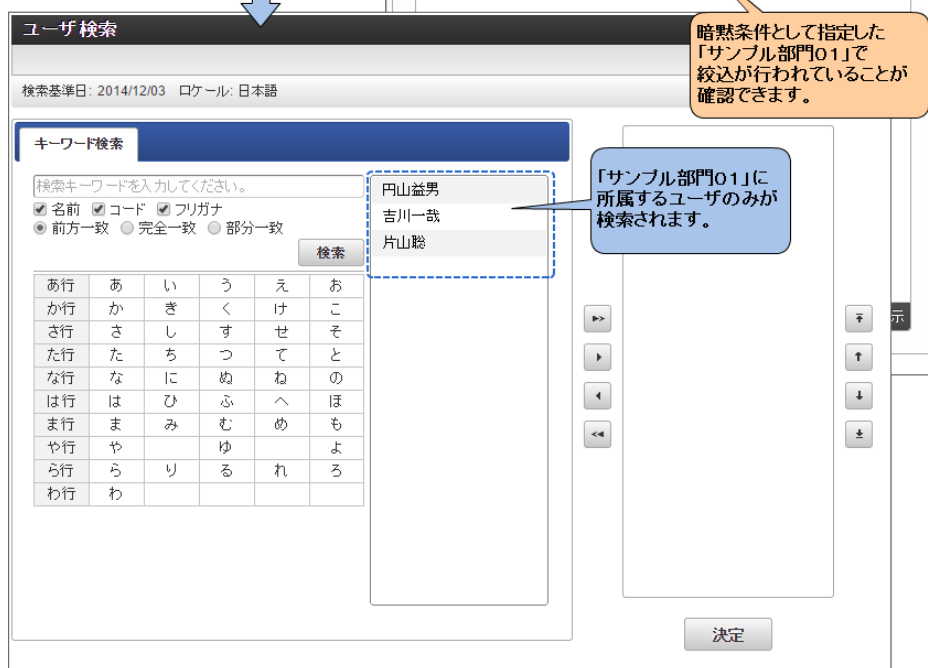 ユーザ検索
暗黙条件として指定した
「サンプル部門01」で
絞込が行われていることが
確認できます。
検索基準日: 2014/12/03 ロケール: 日本語
キーワード検索
検索キーワードを入力してください。
名前 コード フリガナ
前方一致 完全一致 部分一致
検索
円山益男
吉川一哉
片山聡
「サンプル部門01」に
所属するユーザのみが
検索されます。
あ行 あ い う え お
か行 か き く け こ
さ行 さ し す せ そ
た行 た ち つ て と
な行 な に ぬ ね の
は行 は ひ ふ へ ほ
ま行 ま み む め も
や行 や ゆ よ
ら行 ら り る れ ろ
わ行 わ
示
決定